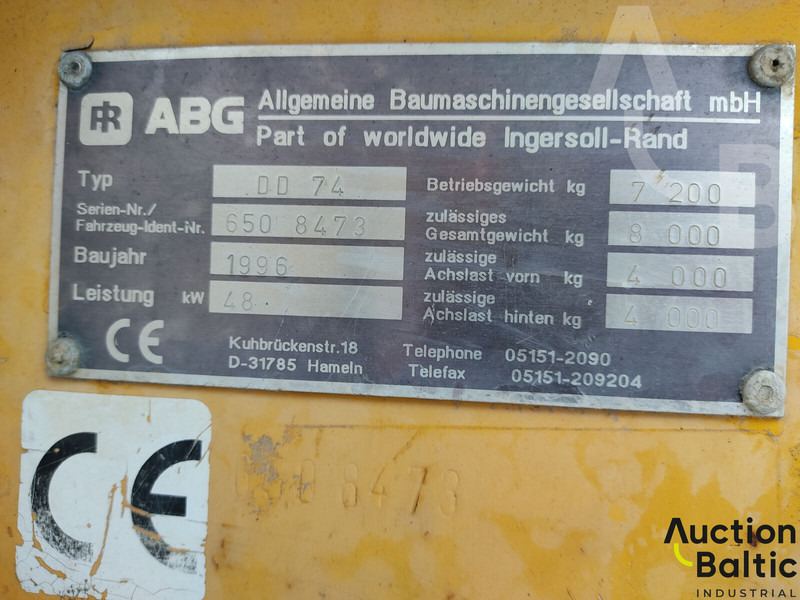 IR ABG Allgemeine Baumaschinengesellschaft mbH
Part of worldwide Ingersoll-Rand
Typ DD 74 Betriebsgewicht kg 7 200
Serien-Nr./
Fahrzeug-Ident-Nr. 650 8473 zulässiges
Gesamtgewicht kg 8 000
Baujahr 1996 zulässige
Achslast vorn kg 4 000
Leistung kW 48 zulässige
Achslast hinten kg 4 000
CE
Kuhbrückenstr.18 Telephone 05151-2090
D-31785 Hameln Telefax 05151-209204
CE
8473
Auction
Baltic
INDUSTRIAL